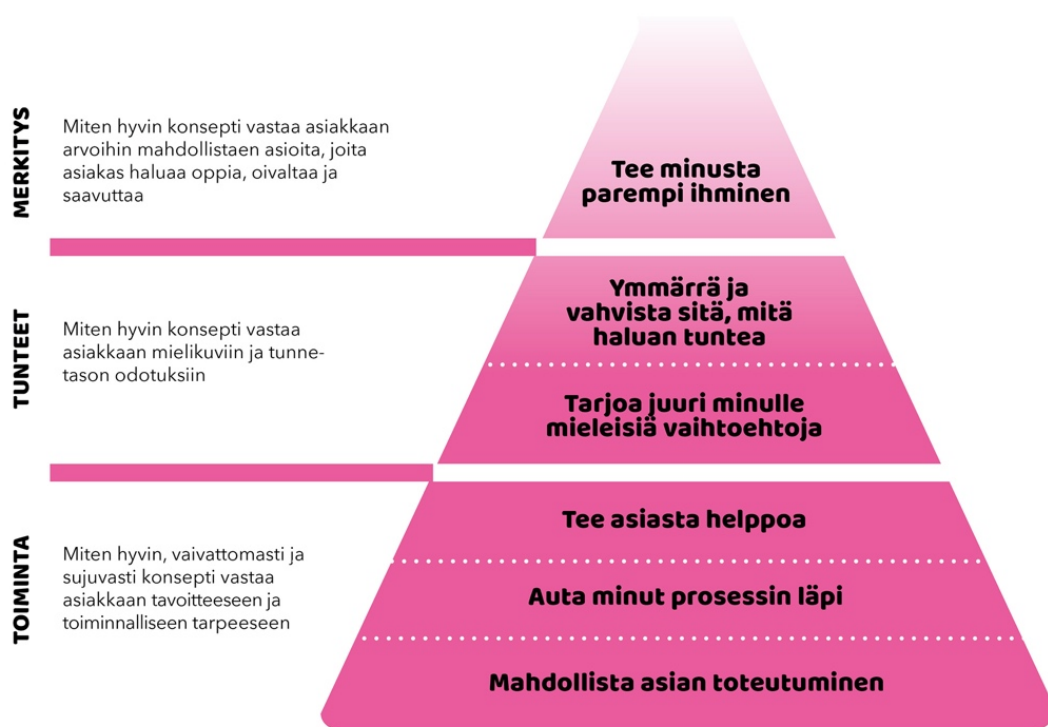 MERKITYS
Miten hyvin konsepti vastaa asiakkaan
arvoihin mahdollistaen asioita, joita
asiakas haluaa oppia, oivaltaa ja
saavuttaa
Tee minusta
parempi ihminen
TUNTEET
Miten hyvin konsepti vastaa
asiakkaan mielikuviin ja tunne-
tason odotuksiin
Ymmärrä ja
vahvista sitä, mitä
haluan tuntea
Tarjoa juuri minulle
mieleisiä vaihtoehtoja
TOIMINTA
Miten hyvin, vaivattomasti ja
sujuvasti konsepti vastaa
asiakkaan tavoitteeseen ja
toiminnalliseen tarpeeseen
Tee asiasta helppoa
Auta minut prosessin läpi
Mahdollista asian toteutuminen